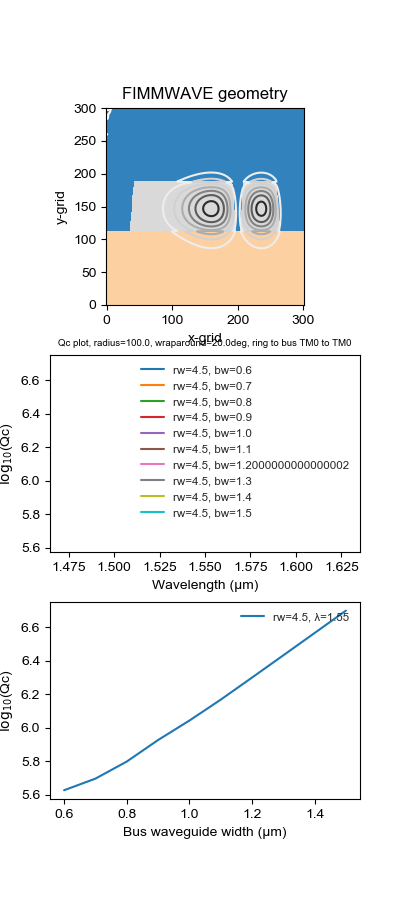 FIMMWAVE geometry
300
250
200
150
100
50
0
y-grid
0 100 200 300
x-grid
Qc plot, radius=100.0, wraparound=20.0deg, ring to bus TM0 to TM0
rw=4.5, bw=0.6
rw=4.5, bw=0.7
rw=4.5, bw=0.8
rw=4.5, bw=0.9
rw=4.5, bw=1.0
rw=4.5, bw=1.1
rw=4.5, bw=1.2000000000000002
rw=4.5, bw=1.3
rw=4.5, bw=1.4
rw=4.5, bw=1.5
6.6
6.4
6.2
6.0
5.8
5.6
log10(Qc)
1.475 1.500 1.525 1.550 1.575 1.600 1.625
Wavelength (μm)
rw=4.5, λ=1.55
6.6
6.4
6.2
6.0
5.8
5.6
log10(Qc)
0.6 0.8 1.0 1.2 1.4
Bus waveguide width (μm)